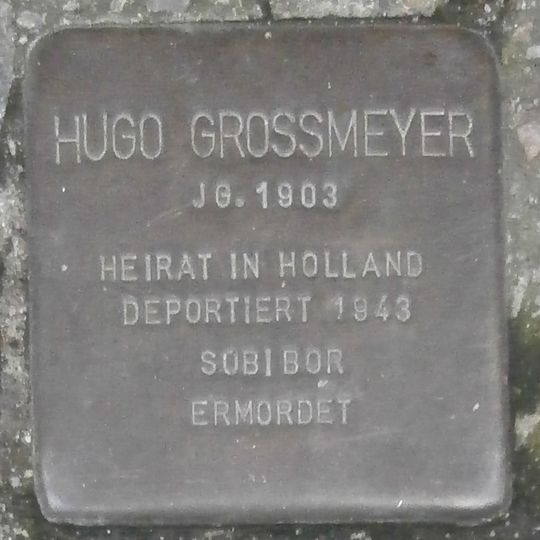 HUGO GROSSMEYER
JG. 1903
HEIRAT IN HOLLAND
DEPORTIERT 1943
SOBIBOR
ERMORDET